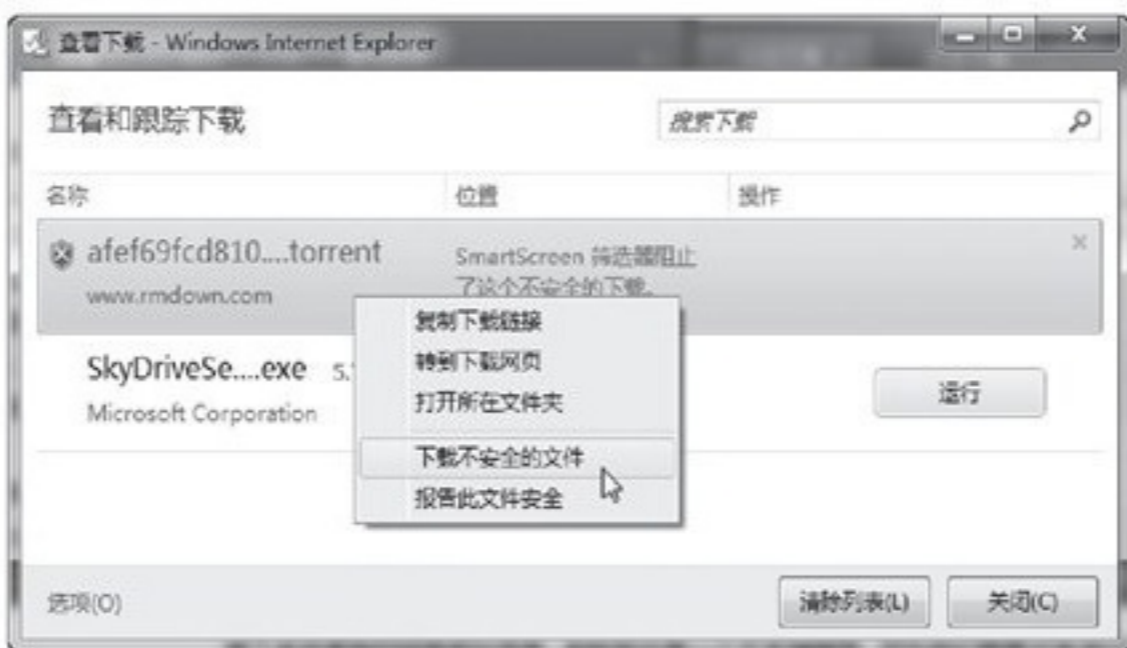 查看下载 - Windows Internet Explorer
查看和跟踪下载
搜索下载
名称 位置 操作
afef69fcd810....torrent
www.rmdown.com
SmartScreen 筛选器阻止
了这个不安全的下载。
复制下载链接
转到下载网页
打开所在文件夹
下载不安全的文件
报告此文件安全
SkyDriveSe....exe 5.
Microsoft Corporation
运行
选项(O)
清除列表(L)
关闭(C)